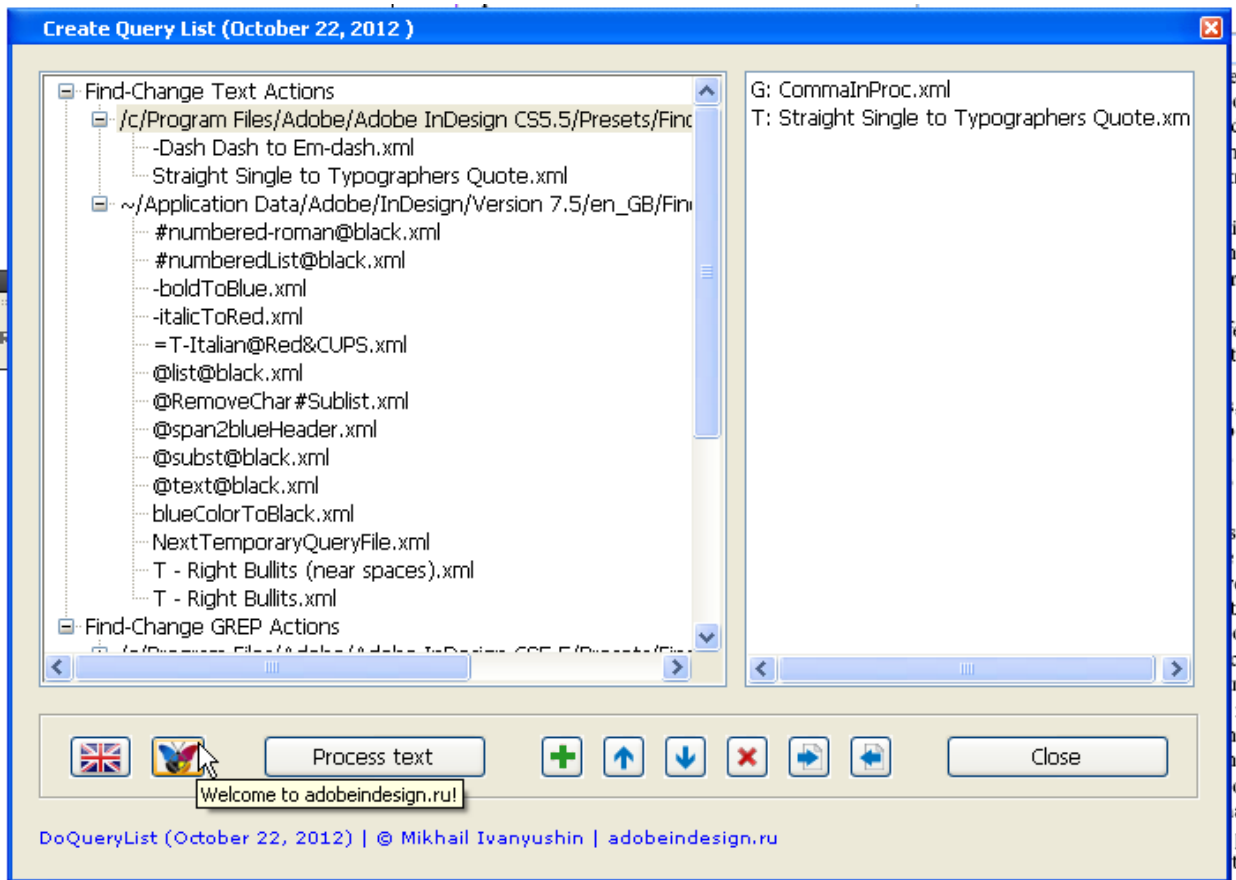 Create Query List (October 22, 2012 )
Find-Change Text Actions
/c/Program Files/Adobe/Adobe InDesign CS5.5/Presets/Find
-Dash Dash to Em-dash.xml
Straight Single to Typographers Quote.xml
~/Application Data/Adobe/InDesign/Version 7.5/en_GB/Fin
#numbered-roman@black.xml
#numberedList@black.xml
-boldToBlue.xml
-italicToRed.xml
=T-Italian@Red&CUPS.xml
@list@black.xml
@RemoveChar#Sublist.xml
@span2blueHeader.xml
@subst@black.xml
@text@black.xml
blueColorToBlack.xml
NextTemporaryQueryFile.xml
T - Right Bullits (near spaces).xml
T - Right Bullits.xml
Find-Change GREP Actions
G: CommaInProc.xml
T: Straight Single to Typographers Quote.xm
Process text
Close
Welcome to adobeindesign.ru!
DoQueryList (October 22, 2012) | © Mikhail Ivanyushin | adobeindesign.ru